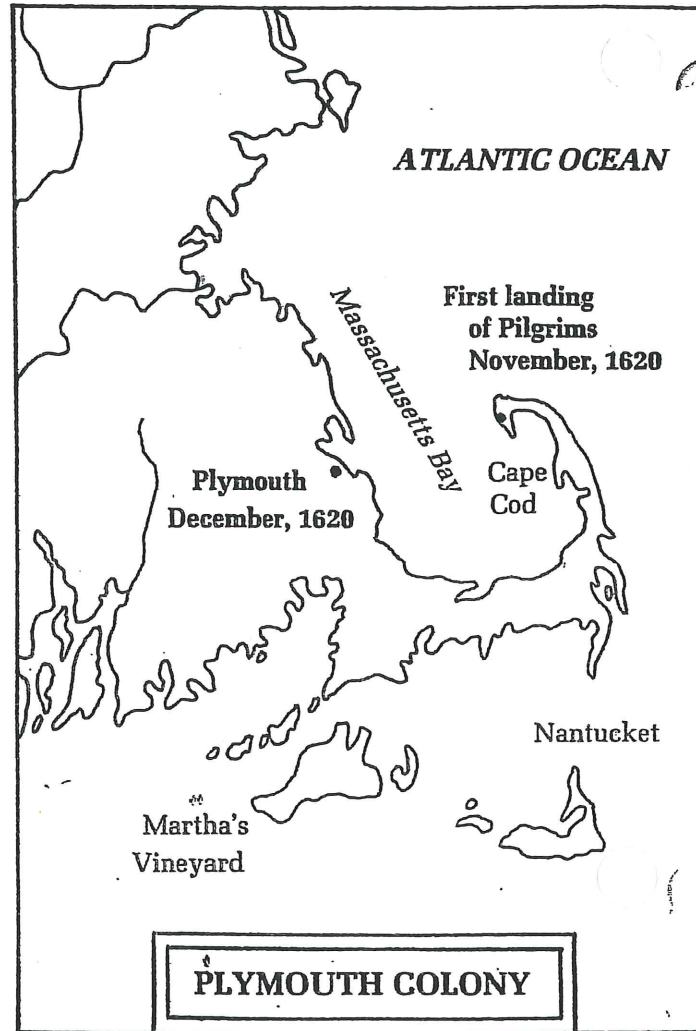 ATLANTIC OCEAN
First landing
of Pilgrims
November, 1620
Massachusetts Bay
Cape
Cod
Plymouth
December, 1620
Nantucket
Martha's
Vineyard
PLYMOUTH COLONY